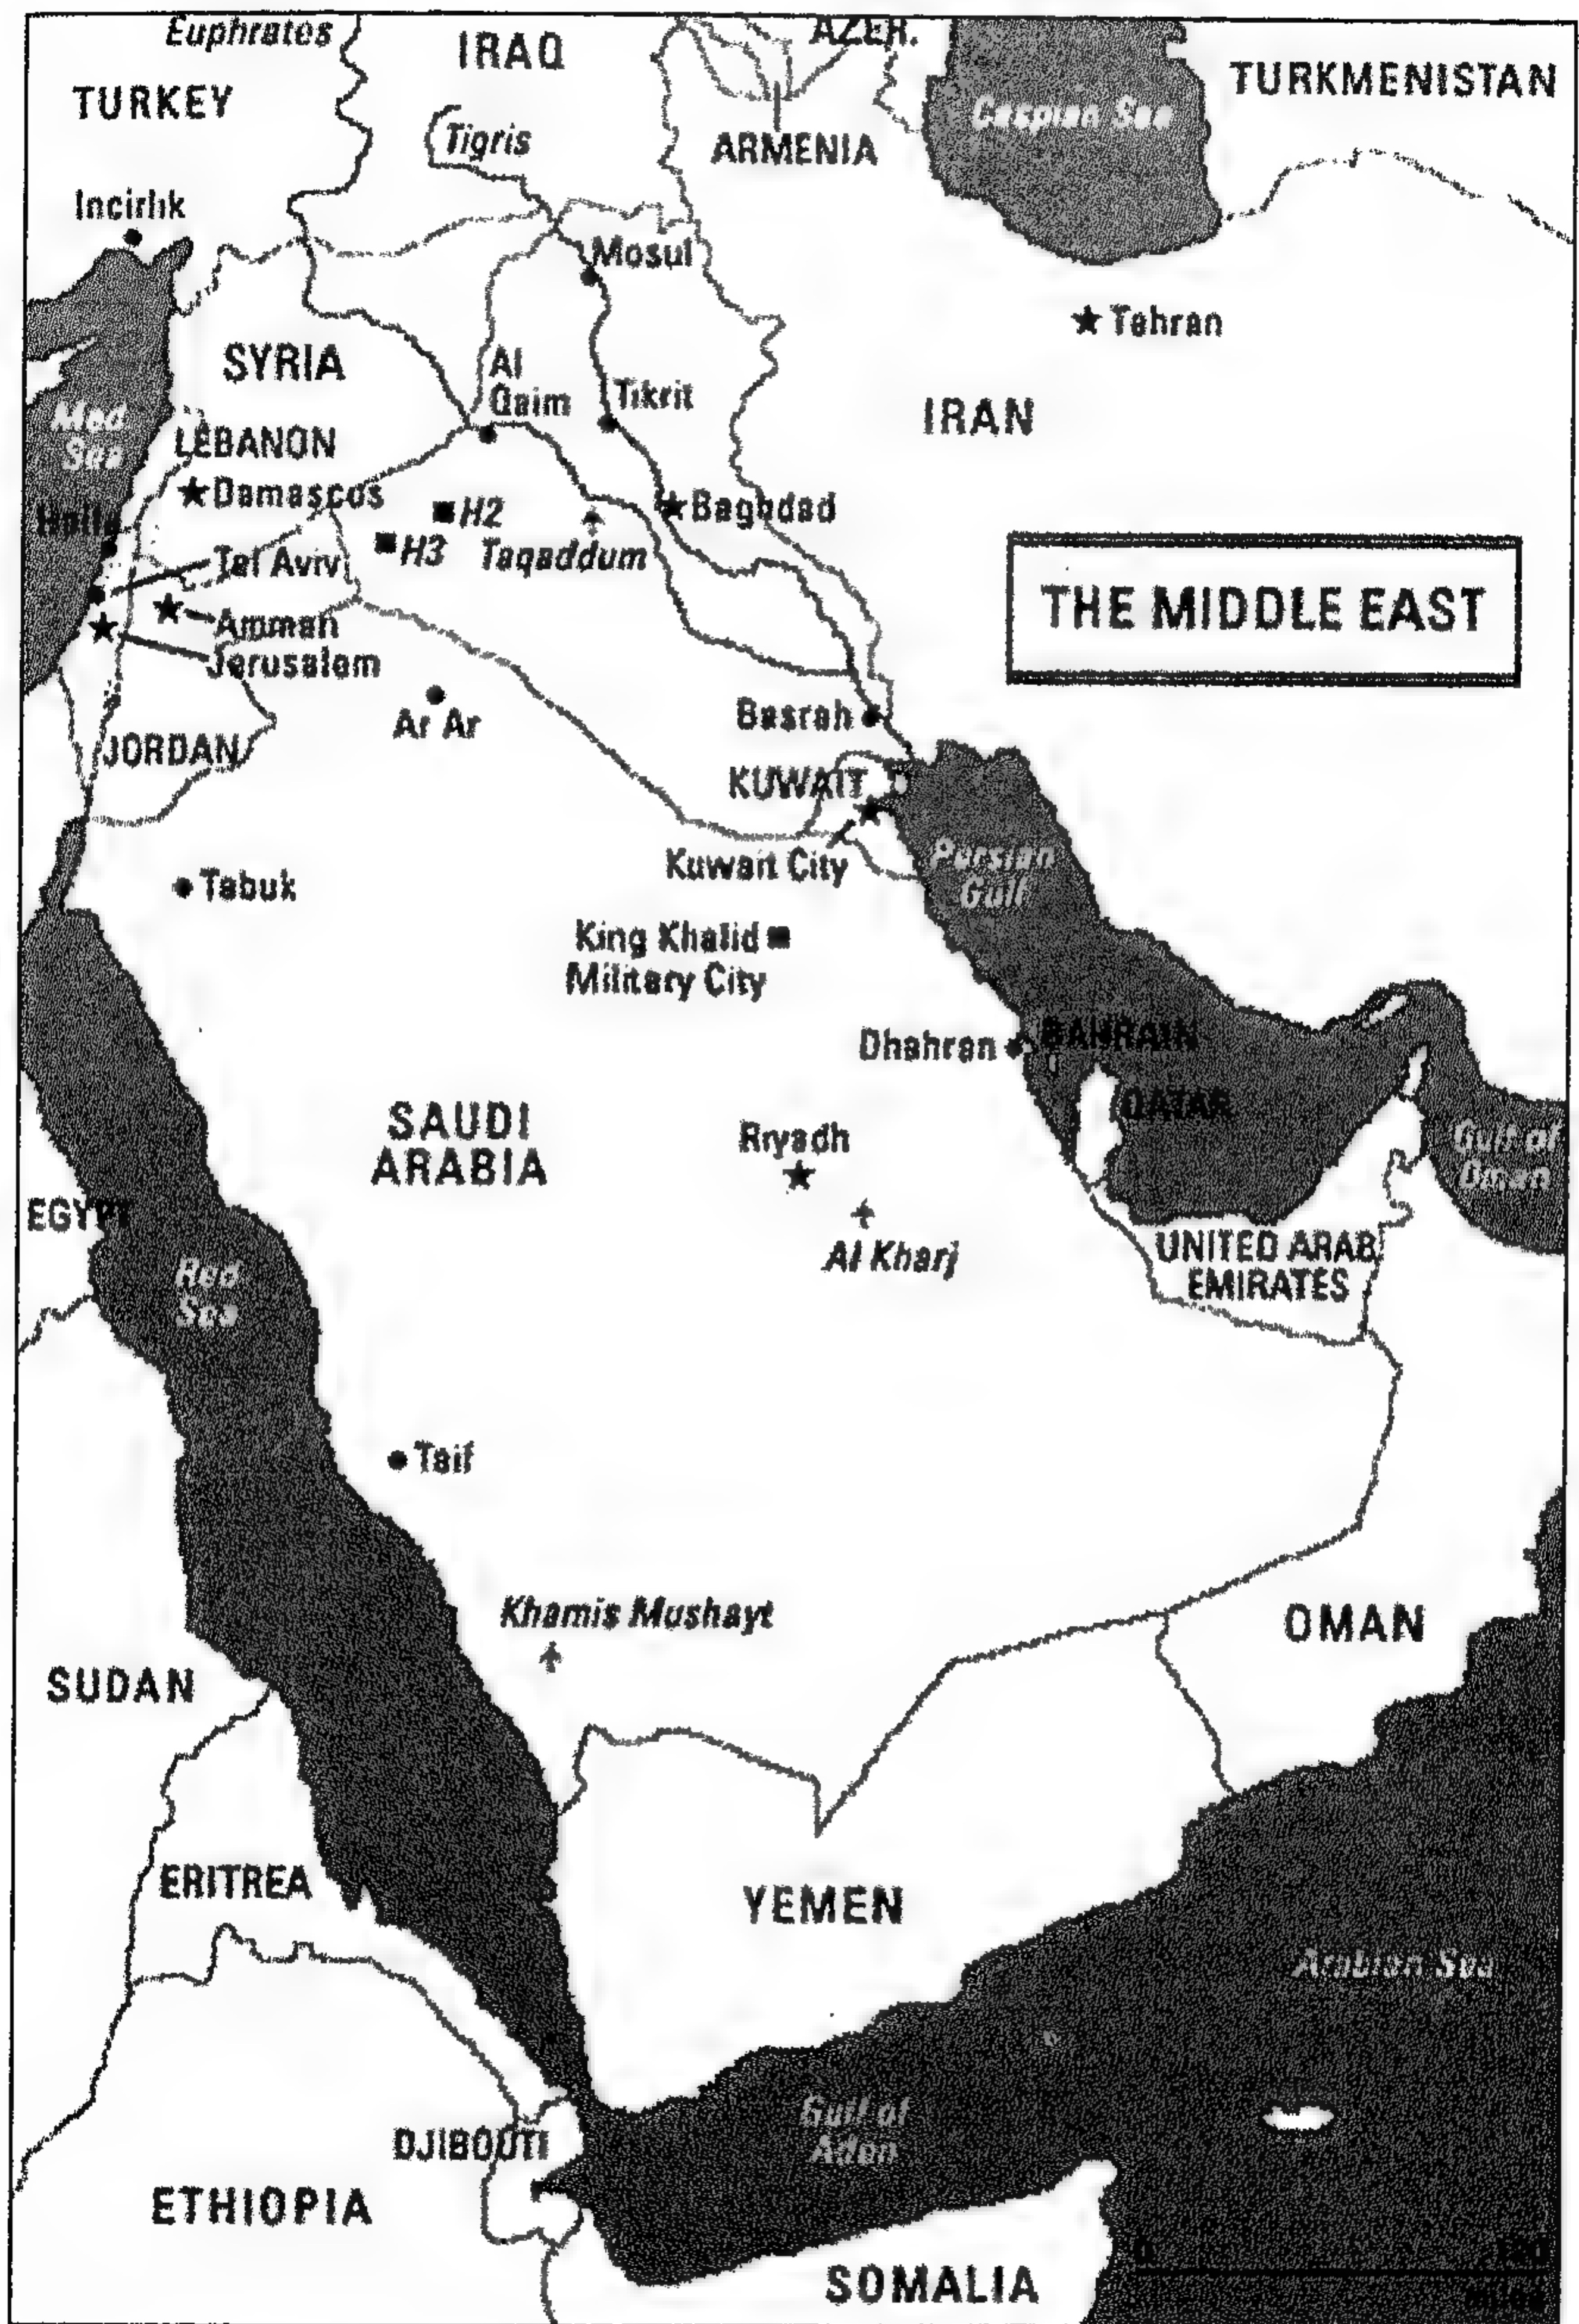 Euphrates
IRAQ
AZER.
TURKEY
TURKMENISTAN
Caspian Sea
Tigris
ARMENIA
Incirlik
Mosul
Tehran
SYRIA
Al
Qaim
Tikrit
IRAN
Med
Sea
LEBANON
Damascos
H2
Baghdad
Haifa
H3
Taqaddum
Tel Aviv
THE MIDDLE EAST
Amman
Jerusalem
Ar Ar
Basrah
JORDAN
KUWAIT
Kuwait City
Persian
Gulf
Tabuk
King Khalid
Military City
Dhahran
BAHRAIN
QATAR
SAUDI
ARABIA
Riyadh
Gulf of
Oman
EGYPT
Al Kharj
UNITED ARAB
EMIRATES
Red
Sea
Taif
Khamis Mushayt
OMAN
SUDAN
ERITREA
YEMEN
Arabian Sea
Gulf of
Aden
DJIBOUTI
ETHIOPIA
SOMALIA
0